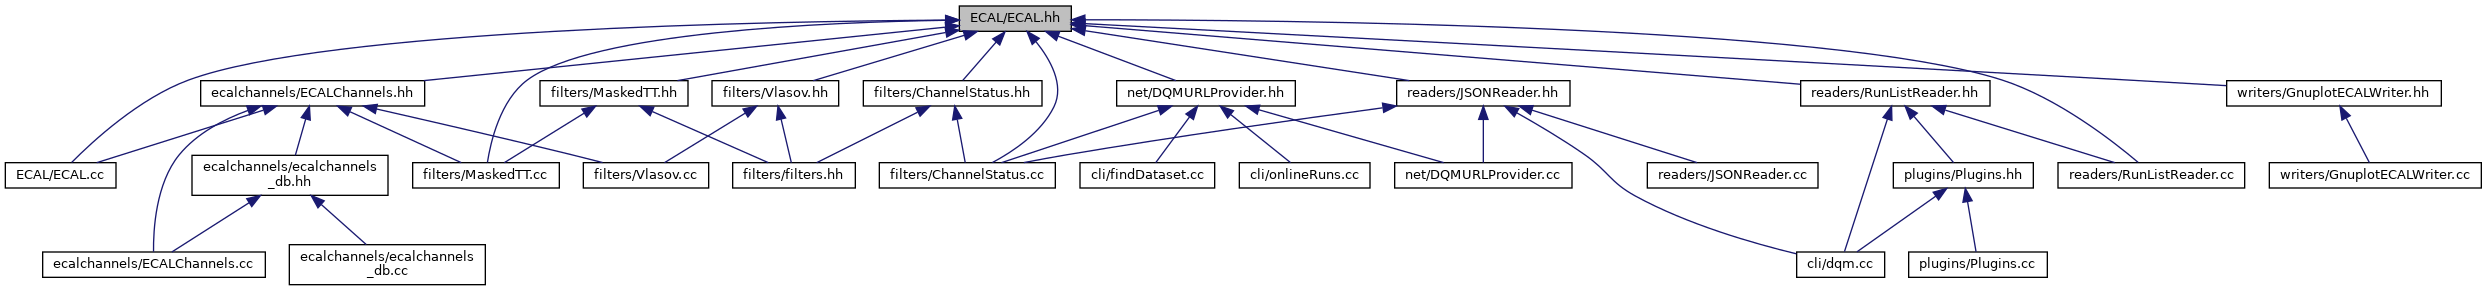 ECAL/ECAL.hh
ecalchannels/ECALChannels.hh
filters/MaskedTT.hh
filters/Vlasov.hh
filters/ChannelStatus.hh
net/DQMURLProvider.hh
readers/JSONReader.hh
readers/RunListReader.hh
writers/GnuplotECALWriter.hh
ECAL/ECAL.cc
ecalchannels/ecalchannels
_db.hh
filters/MaskedTT.cc
filters/Vlasov.cc
filters/filters.hh
filters/ChannelStatus.cc
cli/findDataset.cc
cli/onlineRuns.cc
net/DQMURLProvider.cc
readers/JSONReader.cc
plugins/Plugins.hh
readers/RunListReader.cc
writers/GnuplotECALWriter.cc
ecalchannels/ECALChannels.cc
ecalchannels/ecalchannels
_db.cc
cli/dqm.cc
plugins/Plugins.cc